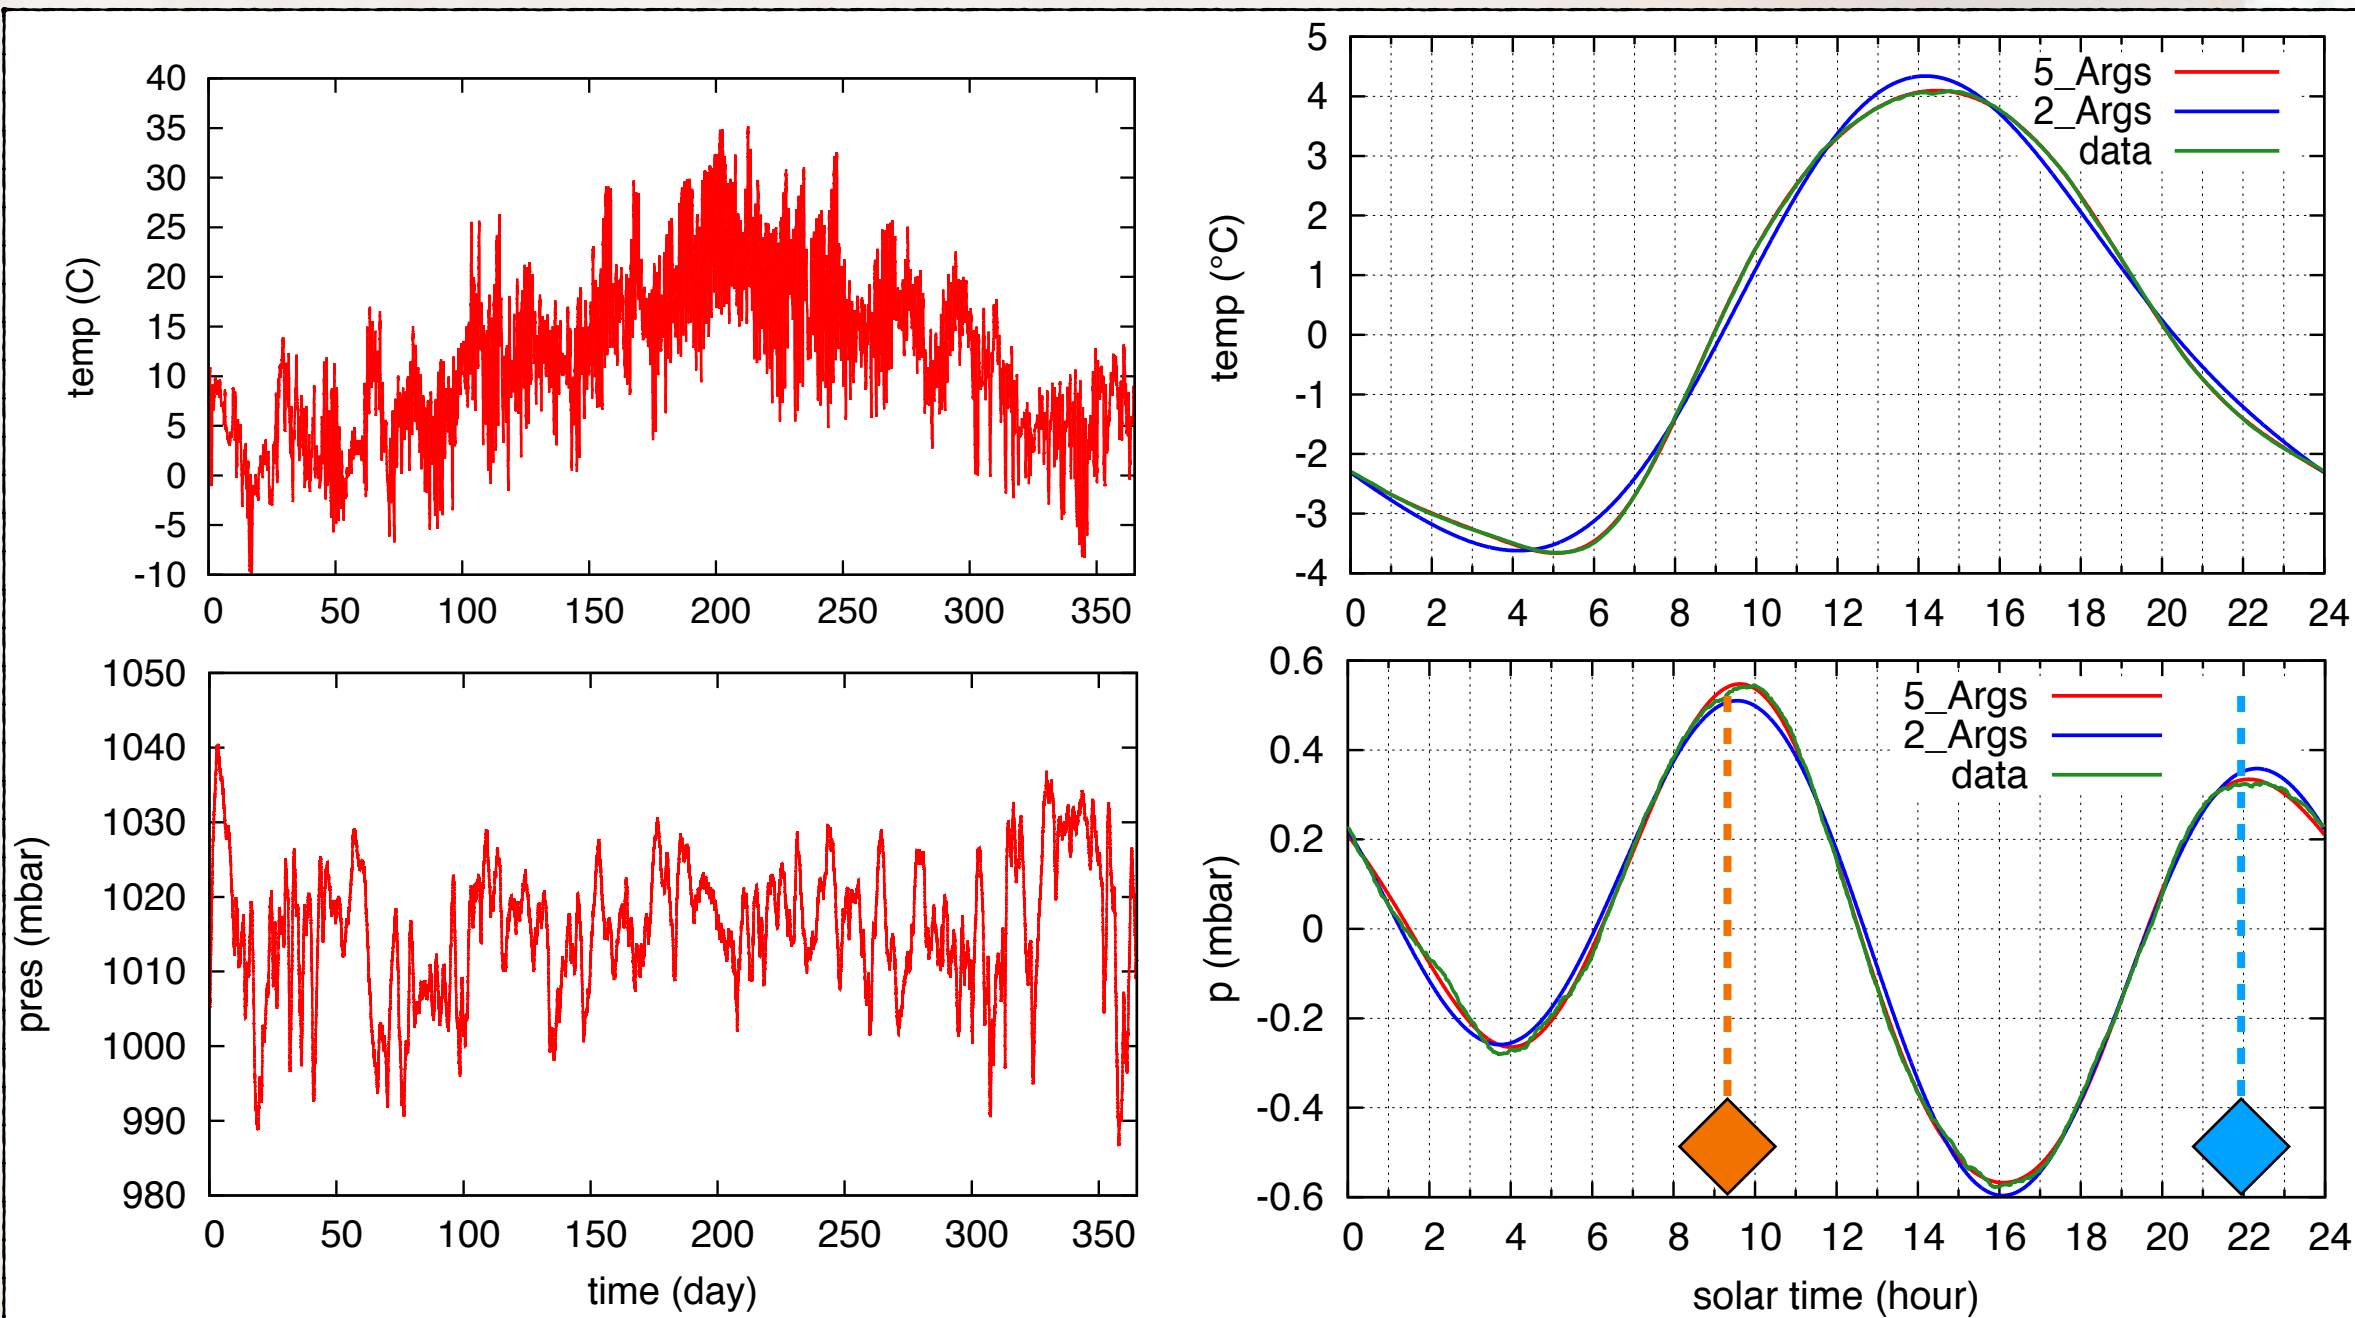 40
35
30
25
20
15
10
5
0
-5
-10
temp (C)
0 50 100 150 200 250 300 350
5
4
3
2
1
0
-1
-2
-3
-4
temp (°C)
5_Args
2_Args
data
0 2 4 6 8 10 12 14 16 18 20 22 24
1050
1040
1030
1020
1010
1000
990
980
pres (mbar)
0 50 100 150 200 250 300 350
time (day)
0.6
0.4
0.2
0
-0.2
-0.4
-0.6
p (mbar)
5_Args
2_Args
data
0 2 4 6 8 10 12 14 16 18 20 22 24
solar time (hour)